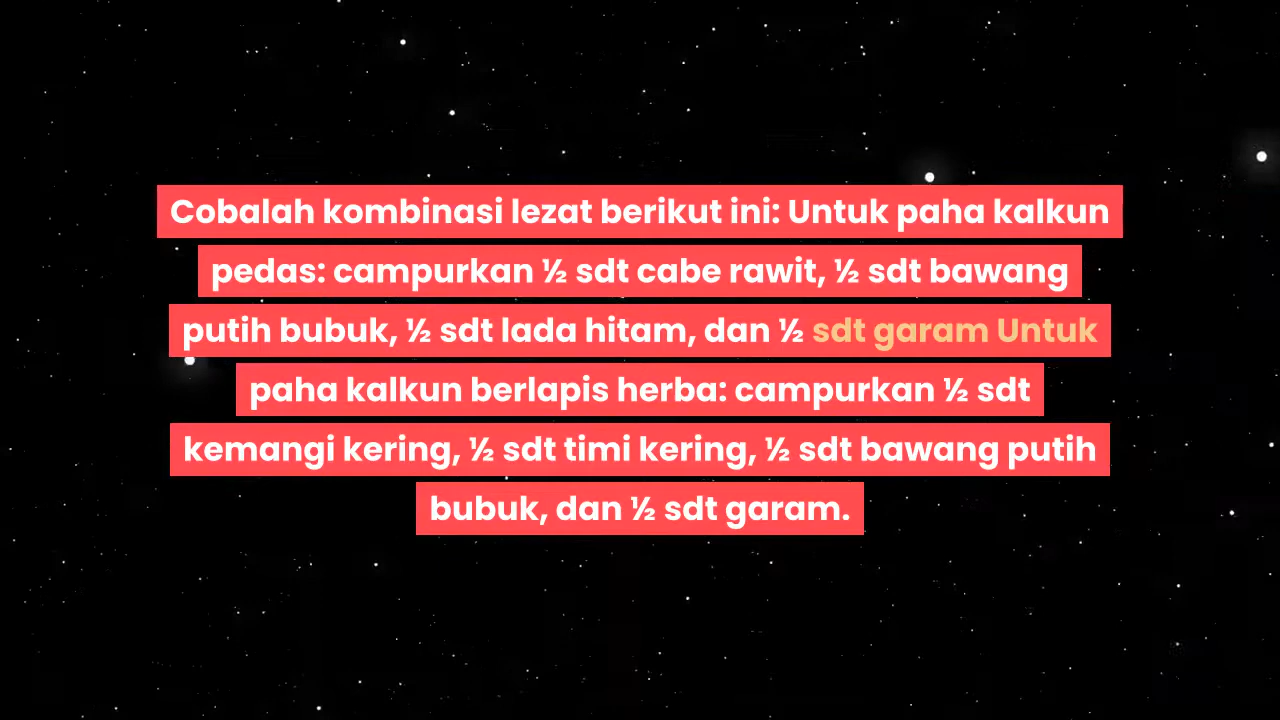 Cobalah kombinasi lezat berikut ini: Untuk paha kalkun
pedas: campurkan ½ sdt cabe rawit, ½ sdt bawang
putih bubuk, ½ sdt lada hitam, dan ½ sdt garam Untuk
paha kalkun berlapis herba: campurkan ½ sdt
kemangi kering, ½ sdt timi kering, ½ sdt bawang putih
bubuk, dan ½ sdt garam.